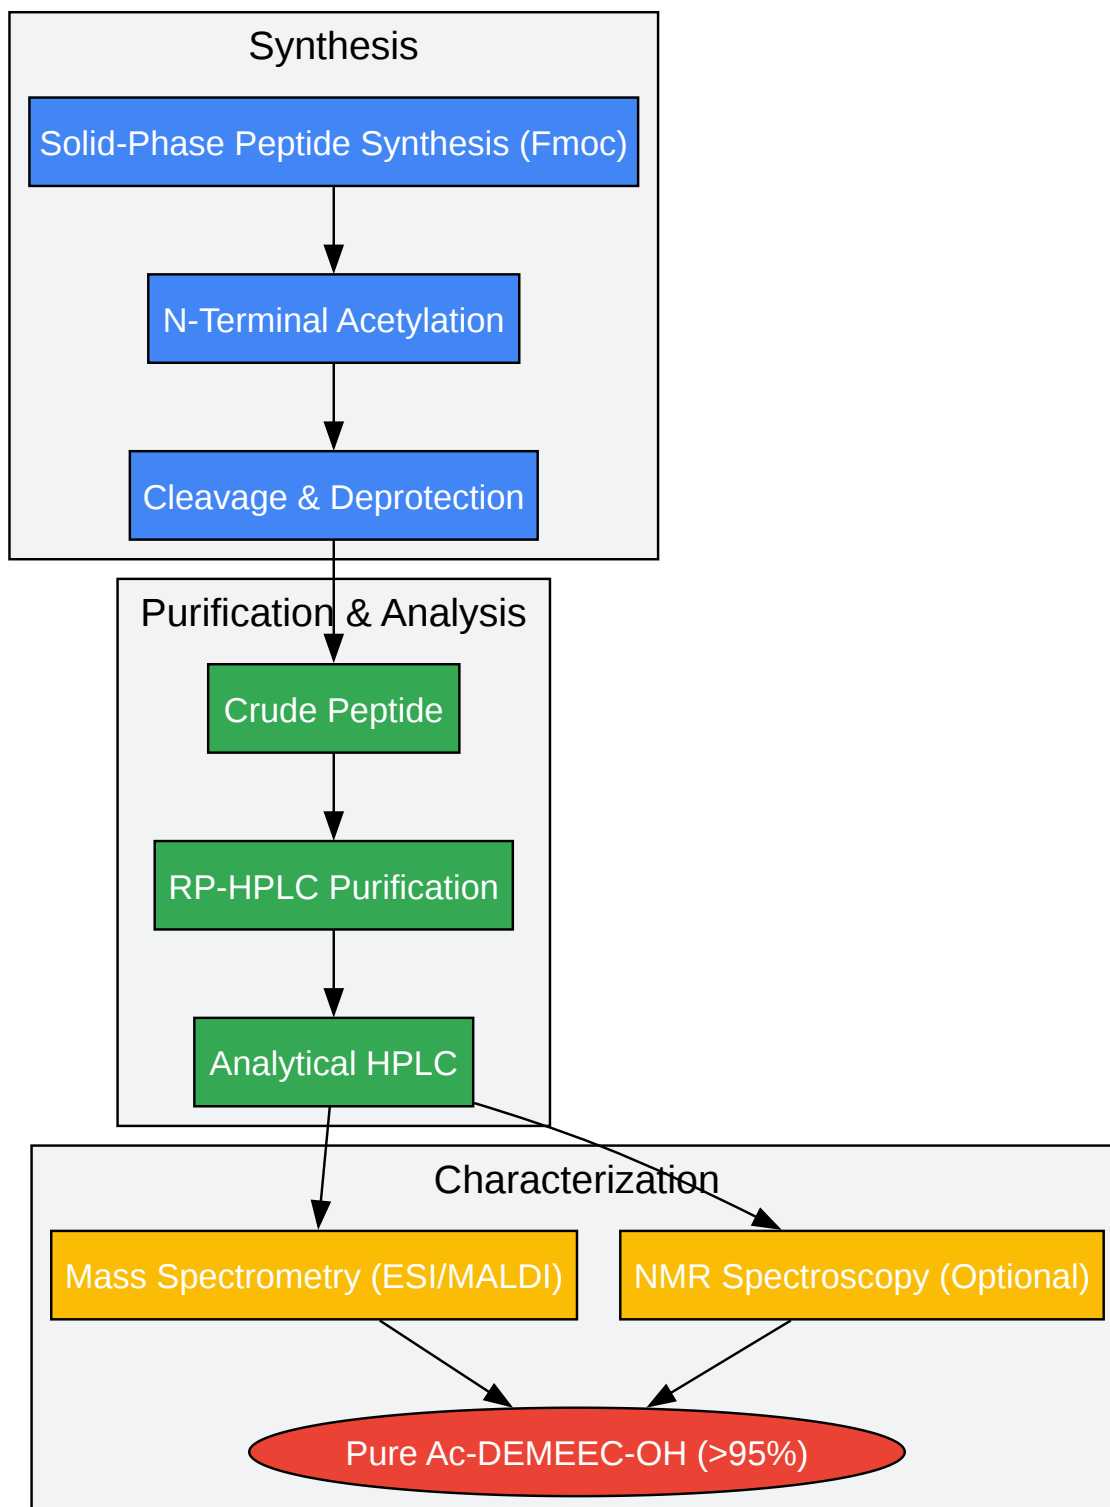 Synthesis
Solid-Phase Peptide Synthesis (Fmoc)
N-Terminal Acetylation
Cleavage & Deprotection
Purification & Analysis
Crude Peptide
RP-HPLC Purification
Analytical HPLC
Characterization
Mass Spectrometry (ESI/MALDI)
NMR Spectroscopy (Optional)
Pure Ac-DEMEEC-OH (>95%)